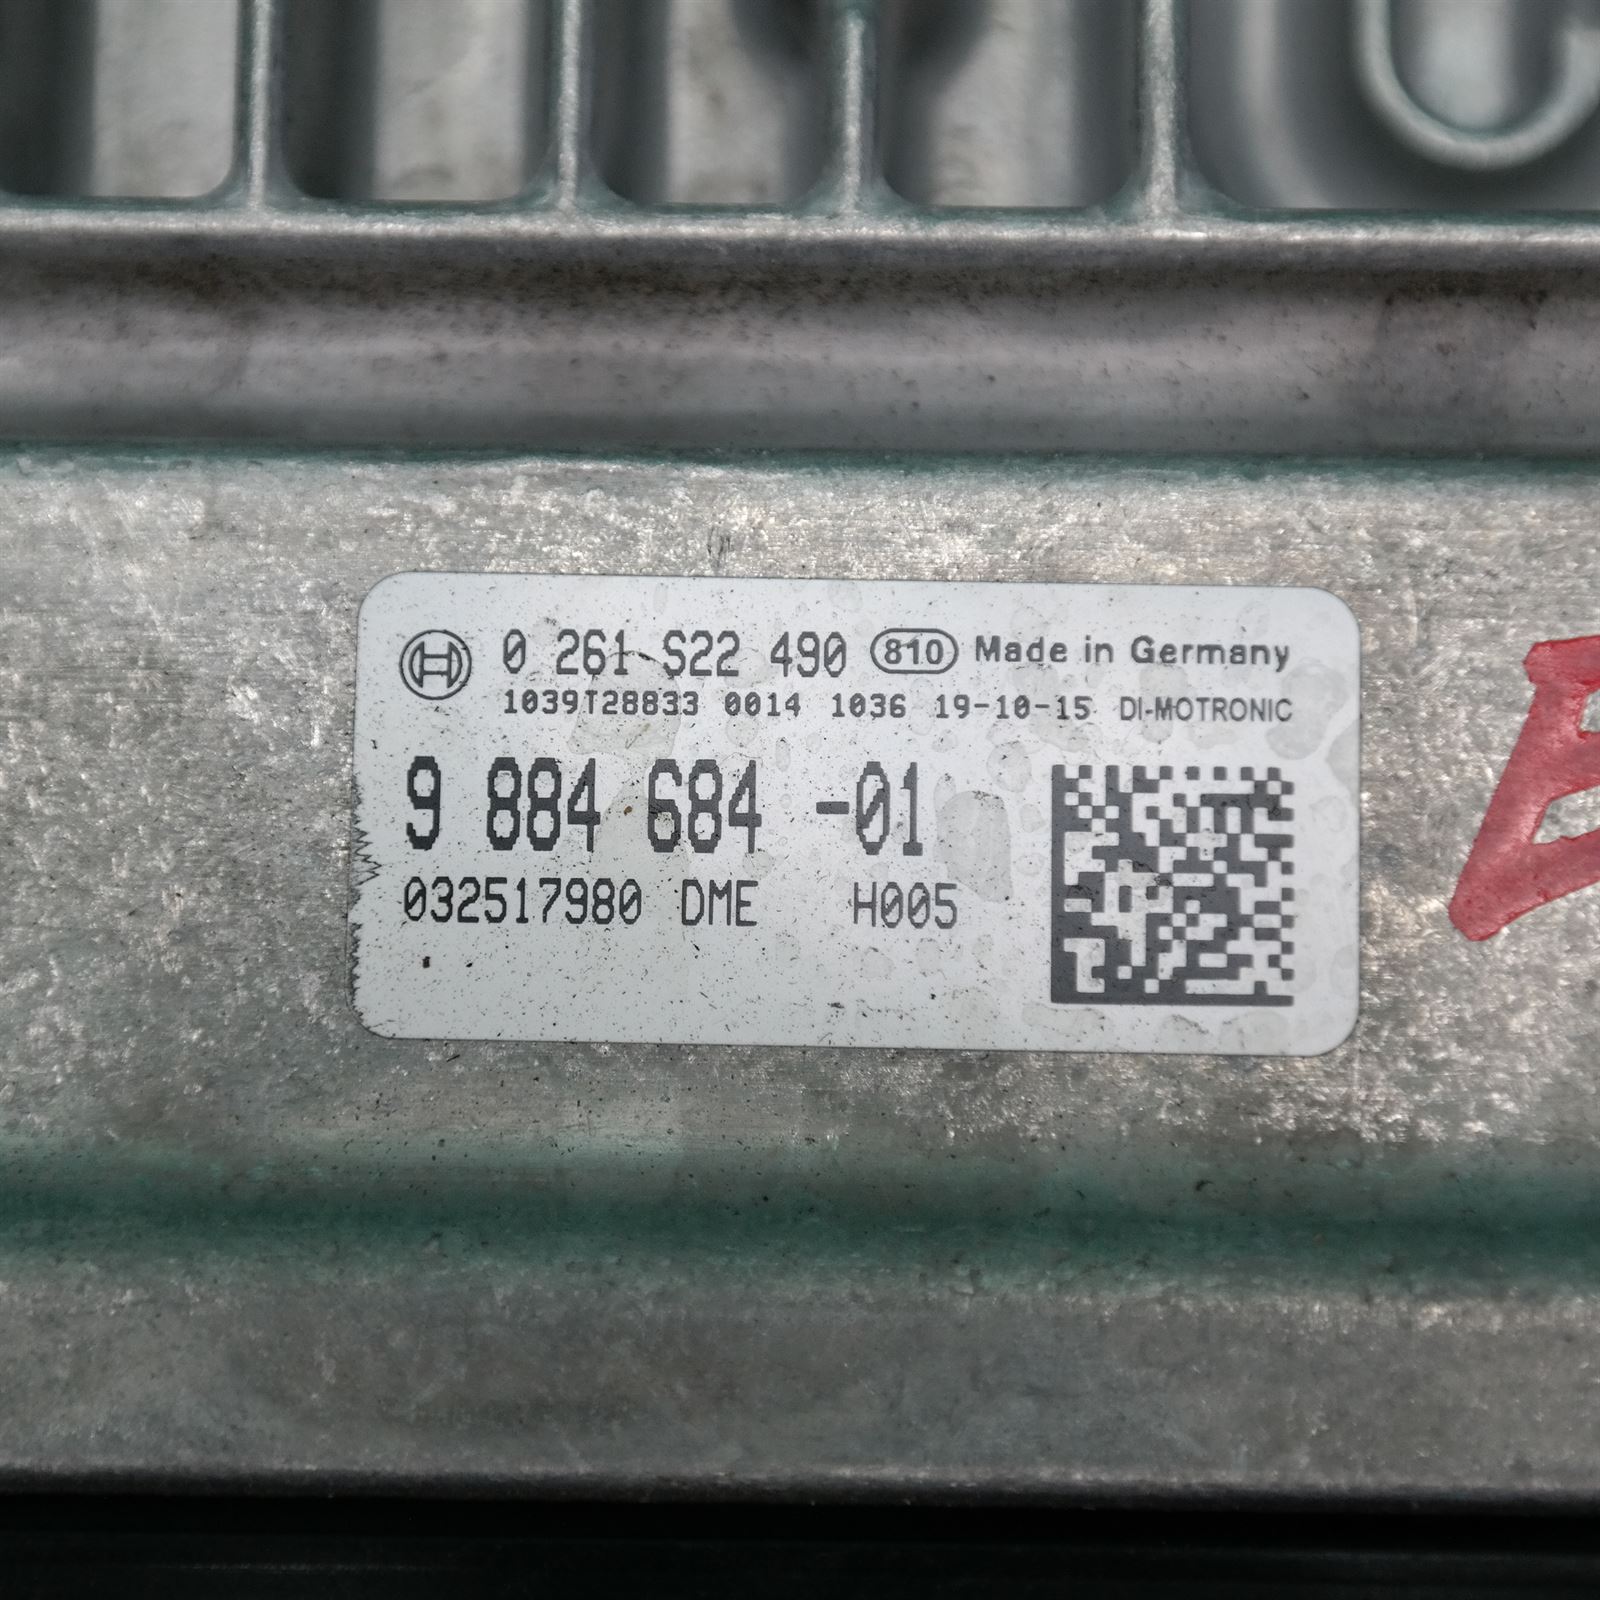 0 261 S22 490 810 Made in Germany
1039T28833 0014 1036 19-10-15 DI-MOTRONIC
9 884 684 -01
032517980 DME H005